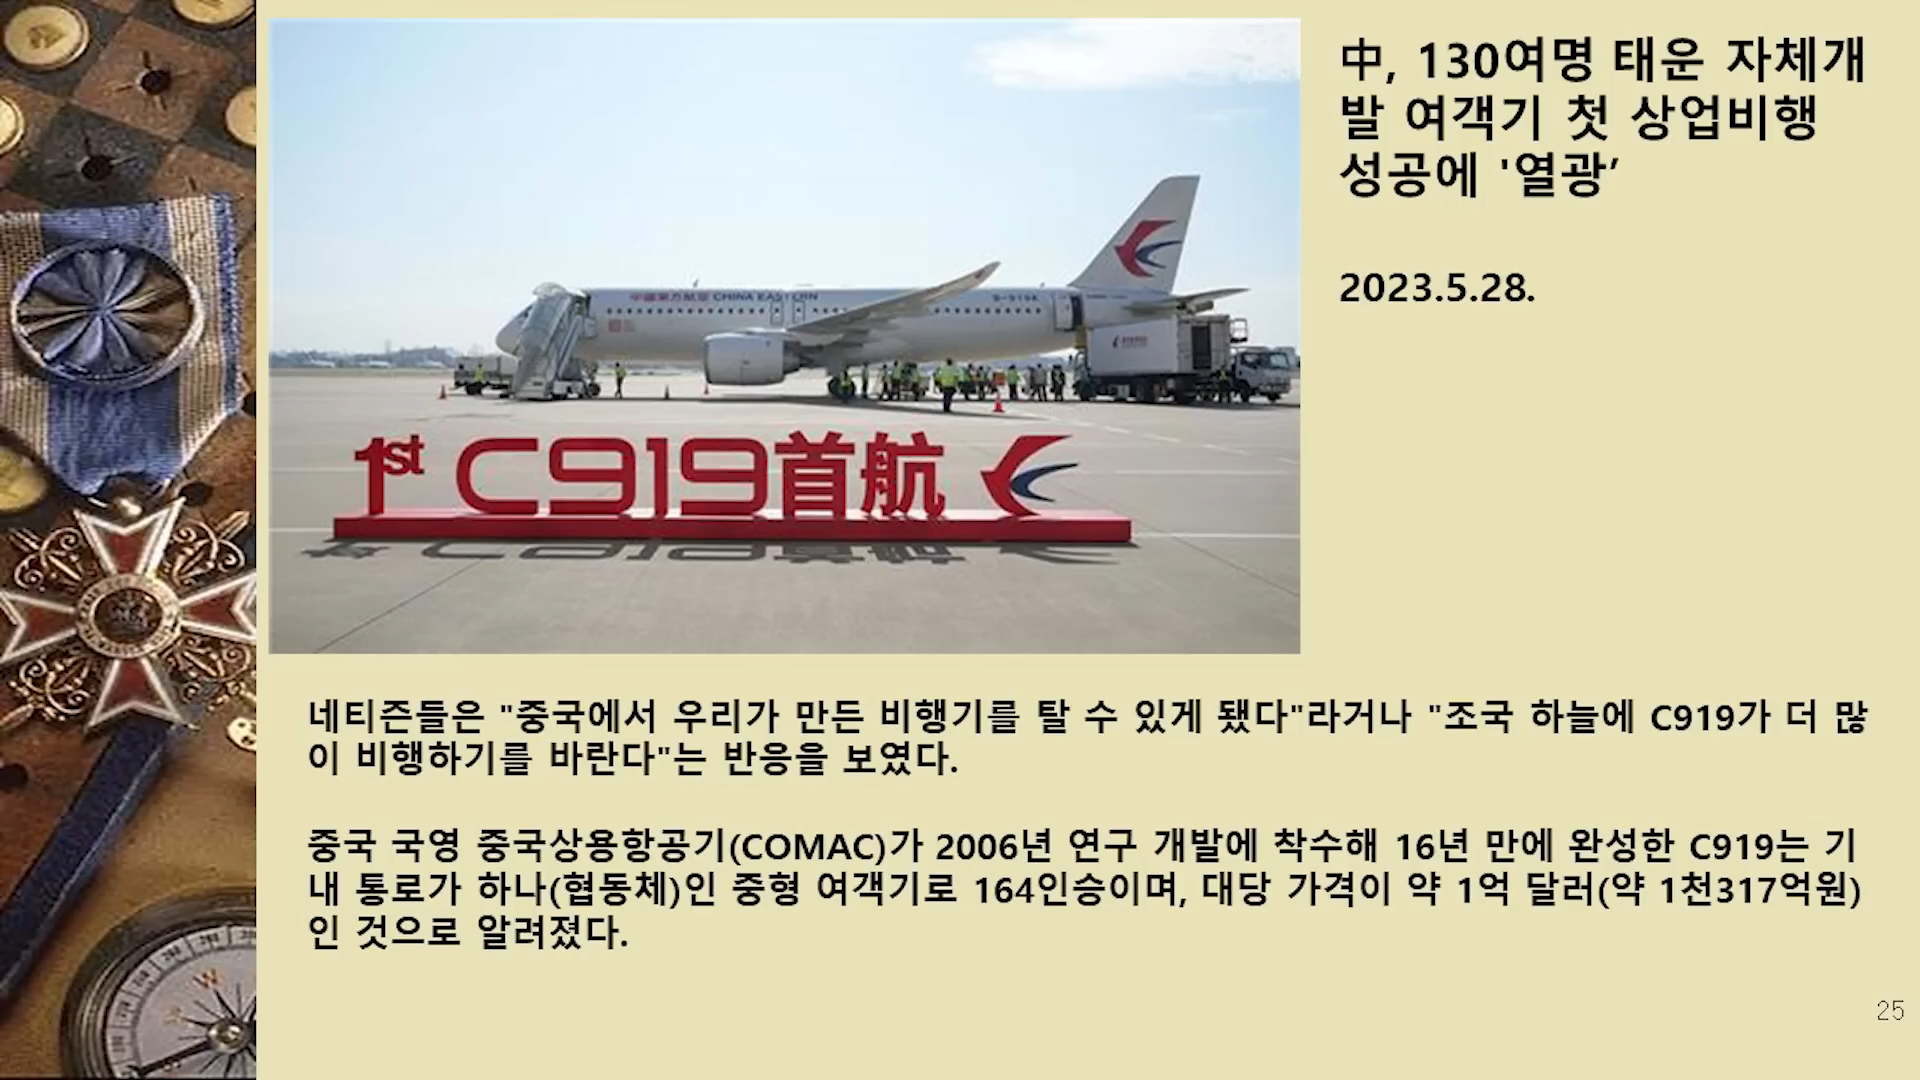 中, 130여명 태운 자체개
발 여객기 첫 상업비행
성공에 '열광’
2023.5.28.
中國東方航空 CHINA EASTERN
B-919A
1st C919首航
네티즌들은 "중국에서 우리가 만든 비행기를 탈 수 있게 됐다"라거나 "조국 하늘에 C919가 더 많
이 비행하기를 바란다"는 반응을 보였다.
중국 국영 중국상용항공기(COMAC)가 2006년 연구 개발에 착수해 16년 만에 완성한 C919는 기
내 통로가 하나(협동체)인 중형 여객기로 164인승이며, 대당 가격이 약 1억 달러(약 1천317억원)
인 것으로 알려졌다.
25